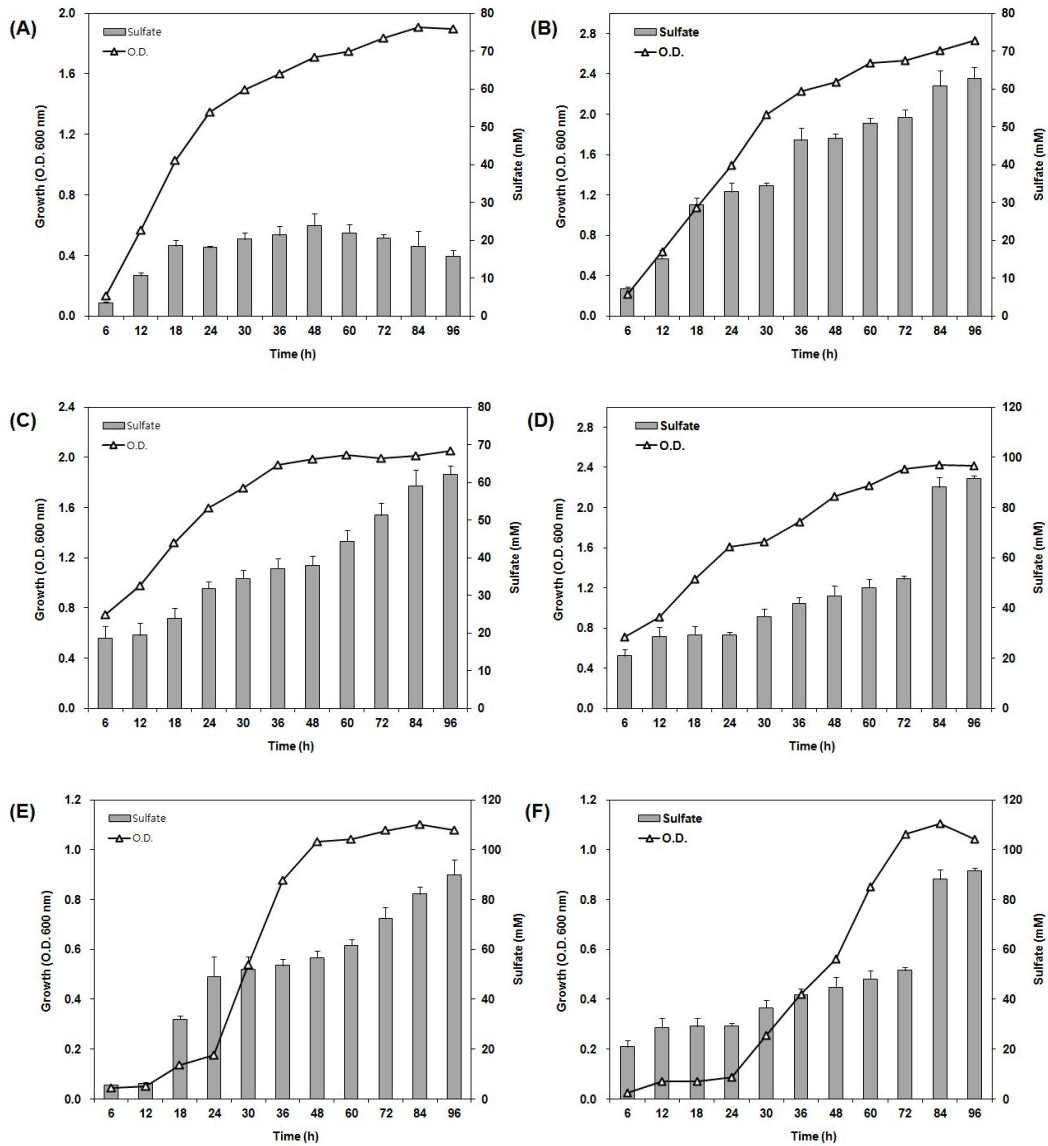 (A)
Sulfate
O.D.
Growth (O.D. 600 nm)
2.0
1.6
1.2
0.8
0.4
0.0
80
70
60
50
40
30
20
10
0
Sulfate (mM)
6 12 18 24 30 36 48 60 72 84 96
Time (h)
(B)
Sulfate
O.D.
Growth (O.D. 600 nm)
2.8
2.4
2.0
1.6
1.2
0.8
0.4
0.0
80
70
60
50
40
30
20
10
0
Sulfate (mM)
6 12 18 24 30 36 48 60 72 84 96
Time (h)
(C)
Sulfate
O.D.
Growth (O.D. 600 nm)
2.4
2.0
1.6
1.2
0.8
0.4
0.0
80
70
60
50
40
30
20
10
0
Sulfate (mM)
6 12 18 24 30 36 48 60 72 84 96
Time (h)
(D)
Sulfate
O.D.
Growth (O.D. 600 nm)
2.8
2.4
2.0
1.6
1.2
0.8
0.4
0.0
120
100
80
60
40
20
0
Sulfate (mM)
6 12 18 24 30 36 48 60 72 84 96
Time (h)
(E)
Sulfate
O.D.
Growth (O.D. 600 nm)
1.2
1.0
0.8
0.6
0.4
0.2
0.0
120
100
80
60
40
20
0
Sulfate (mM)
6 12 18 24 30 36 48 60 72 84 96
Time (h)
(F)
Sulfate
O.D.
Growth (O.D. 600 nm)
1.2
1.0
0.8
0.6
0.4
0.2
0.0
120
100
80
60
40
20
0
Sulfate (mM)
6 12 18 24 30 36 48 60 72 84 96
Time (h)